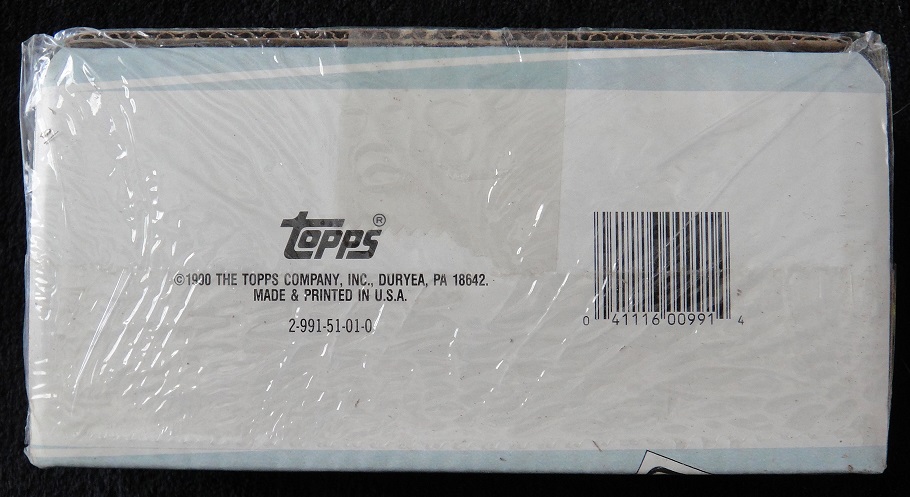 topps®
©1990 THE TOPPS COMPANY, INC., DURYEA, PA 18642.
MADE & PRINTED IN U.S.A.
2-991-51-01-0
0 41116 00991 4